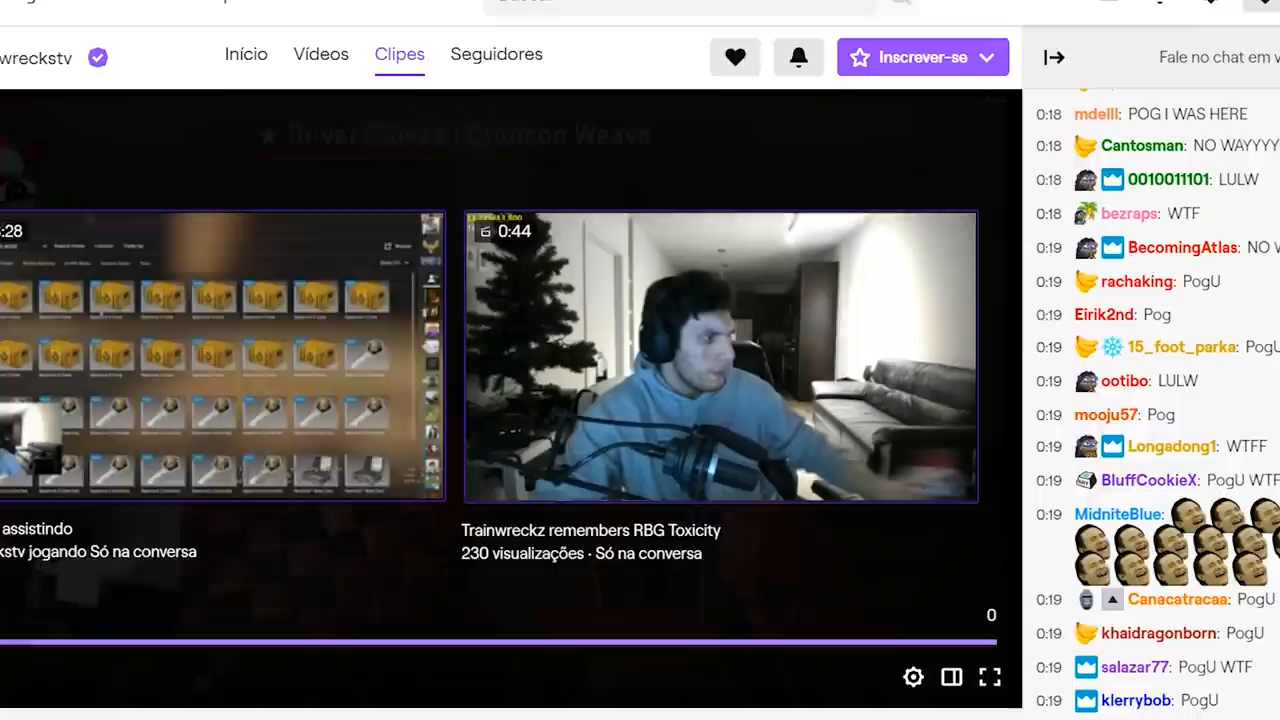 wreckstv
Início Vídeos Clipes Seguidores
Inscrever-se
Fale no chat em v
Driver Gloves | Crimson Weave
:28
0:44
assistindo
kstv jogando Só na conversa
Trainwreckz remembers RBG Toxicity
230 visualizações · Só na conversa
0
0:18 mdelll: POG I WAS HERE
0:18 Cantosman: NO WAYYYY
0:18 0010011101: LULW
0:18 bezraps: WTF
0:19 BecomingAtlas: NO W
0:19 rachaking: PogU
0:19 Eirik2nd: Pog
0:19 15_foot_parka: PogU
0:19 ootibo: LULW
0:19 mooju57: Pog
0:19 Longadong1: WTFF
0:19 BluffCookieX: PogU WTF
0:19 MidniteBlue:
0:19 Canacatracaa: PogU
0:19 khaidragonborn: PogU
0:19 salazar77: PogU WTF
0:19 klerrybob: PogU